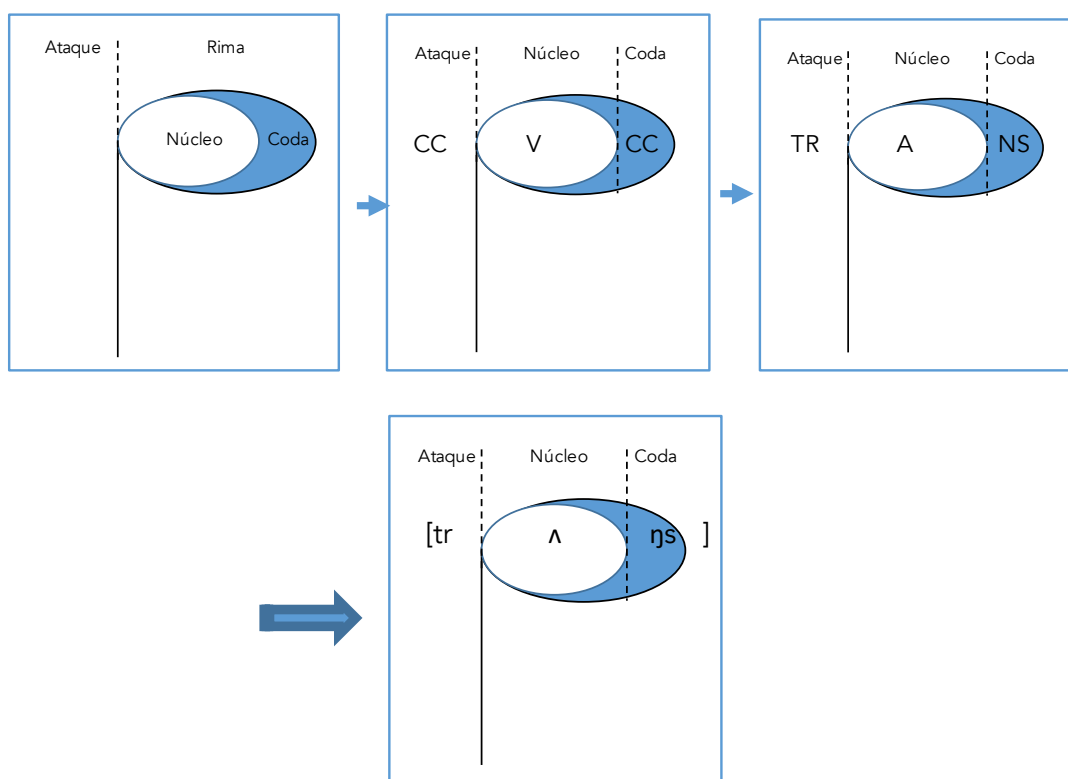 Ataque Rima
Núcleo Coda
Ataque Núcleo Coda
CC V CC
Ataque Núcleo Coda
TR A NS
Ataque Núcleo Coda
[tr ʌ ŋs ]